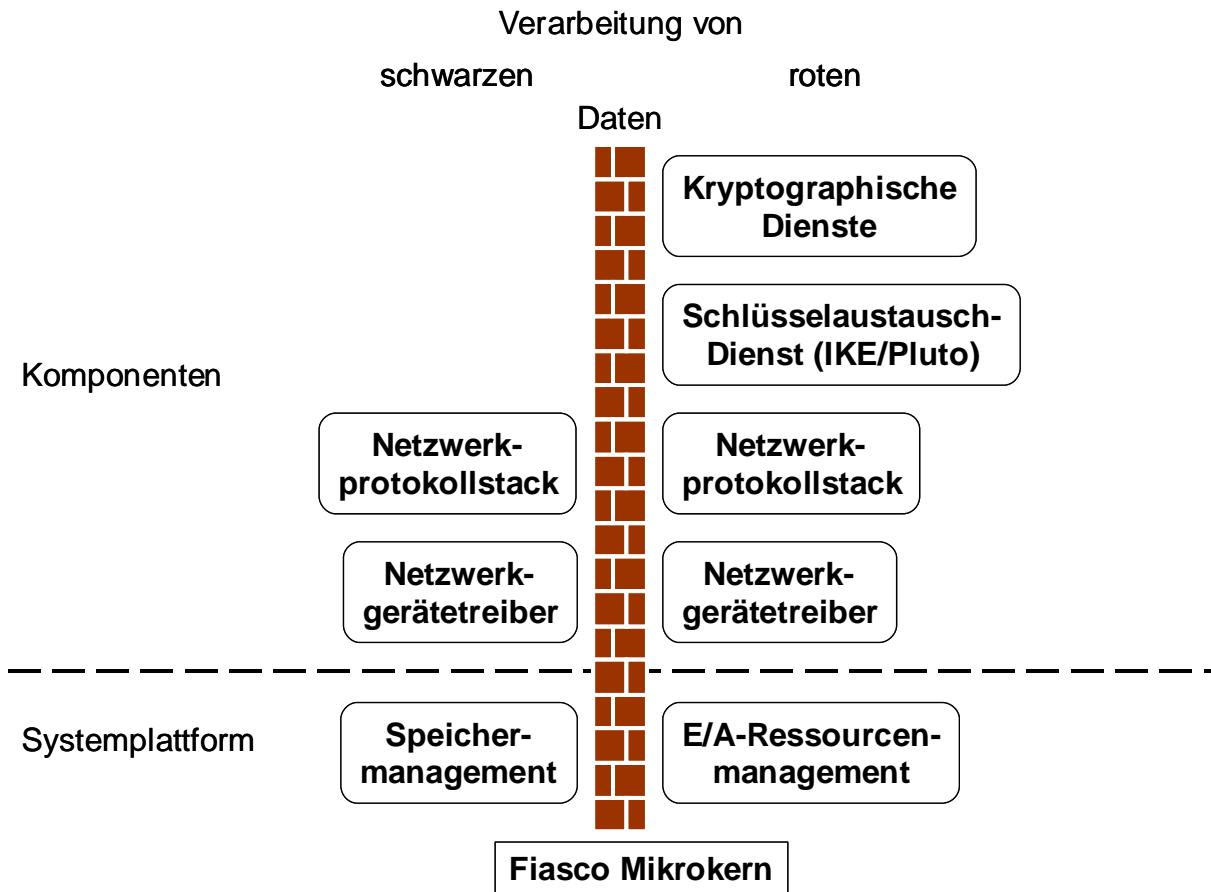 Verarbeitung von
schwarzen
roten
Daten
Kryptographische
Dienste
Schlüsselaustausch-
Dienst (IKE/Pluto)
Komponenten
Netzwerk-
protokollstack
Netzwerk-
protokollstack
Netzwerk-
gerätetreiber
Netzwerk-
gerätetreiber
Systemplattform
Speicher-
management
E/A-Ressourcen-
management
Fiasco Mikrokern